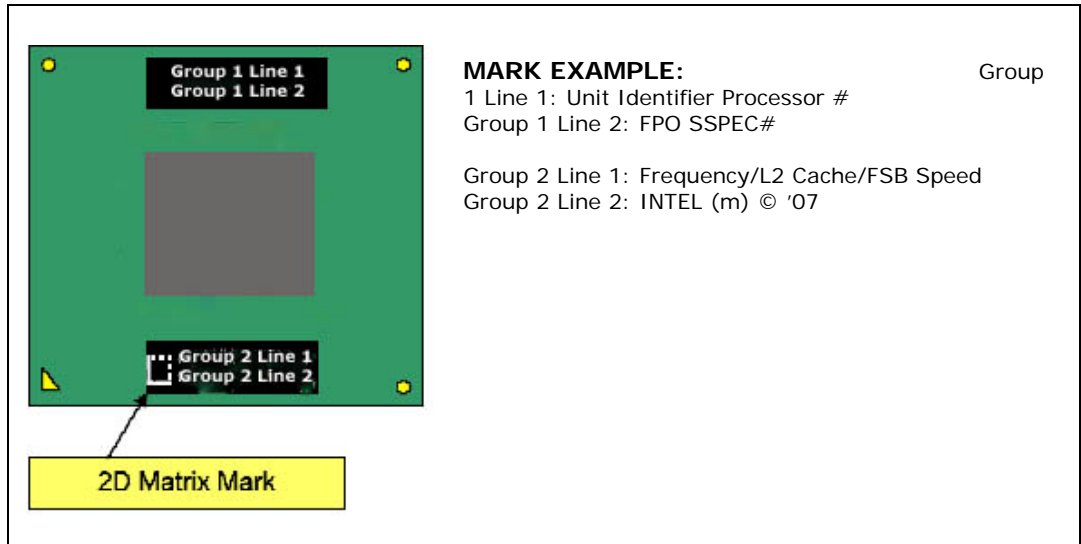 Group 1 Line 1
Group 1 Line 2
Group 2 Line 1
Group 2 Line 2
2D Matrix Mark
MARK EXAMPLE: Group
1 Line 1: Unit Identifier Processor #
Group 1 Line 2: FPO SSPEC#
Group 2 Line 1: Frequency/L2 Cache/FSB Speed
Group 2 Line 2: INTEL (m) © '07